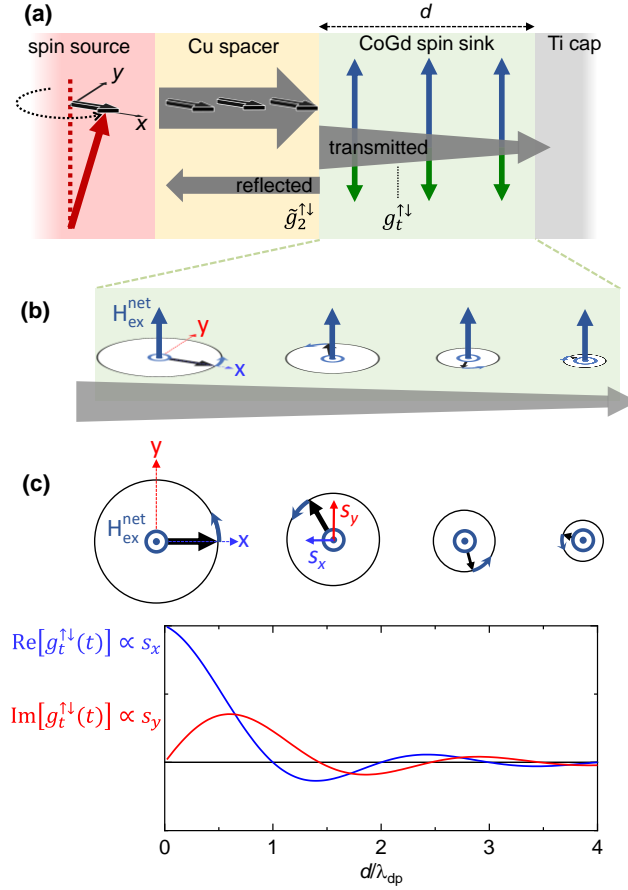 (a)
d
spin source
Cu spacer
CoGd spin sink
Ti cap
y
x
transmitted
reflected
g̃₂^↑↓
gₜ^↑↓
(b)
H_ex^net
y
x
(c)
y
H_ex^net
x
s_y
s_x
Re[gₜ^↑↓(t)] ∝ s_x
Im[gₜ^↑↓(t)] ∝ s_y
0 1 2 3 4
d/λ_dp